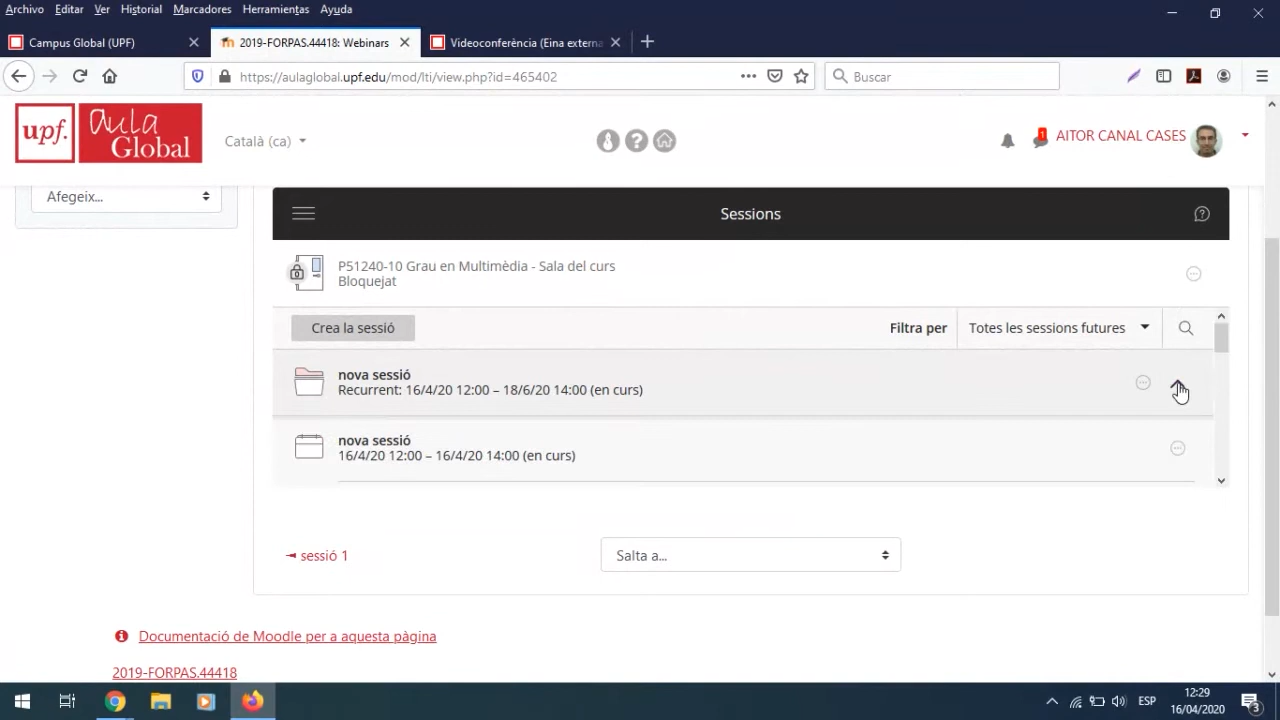 Archivo Editar Ver Historial Marcadores Herramientas Ayuda
Campus Global (UPF)
2019-FORPAS.44418: Webinars
Videoconferència (Eina externa
https://aulaglobal.upf.edu/mod/lti/view.php?id=465402
Buscar
upf. aula Global
Català (ca)
1
AITOR CANAL CASES
Afegeix...
Sessions
P51240-10 Grau en Multimèdia - Sala del curs
Bloquejat
Crea la sessió
Filtra per
Totes les sessions futures
nova sessió
Recurrent: 16/4/20 12:00 – 18/6/20 14:00 (en curs)
nova sessió
16/4/20 12:00 – 16/4/20 14:00 (en curs)
◄ sessió 1
Salta a...
Documentació de Moodle per a aquesta pàgina
2019-FORPAS.44418
ESP
12:29
16/04/2020
3